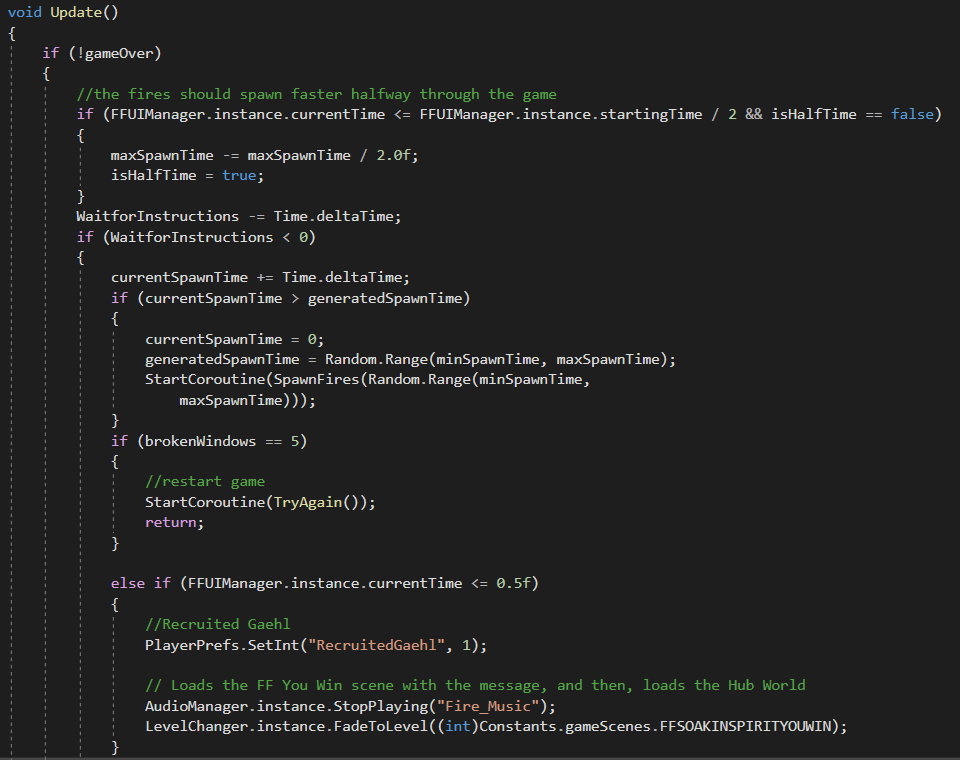 void Update()
{
if (!gameOver)
{
//the fires should spawn faster halfway through the game
if (FFUIManager.instance.currentTime <= FFUIManager.instance.startingTime / 2 && isHalfTime == false)
{
maxSpawnTime -= maxSpawnTime / 2.0f;
isHalfTime = true;
}
WaitforInstructions -= Time.deltaTime;
if (WaitforInstructions < 0)
{
currentSpawnTime += Time.deltaTime;
if (currentSpawnTime > generatedSpawnTime)
{
currentSpawnTime = 0;
generatedSpawnTime = Random.Range(minSpawnTime, maxSpawnTime);
StartCoroutine(SpawnFires(Random.Range(minSpawnTime,
maxSpawnTime)));
}
if (brokenWindows == 5)
{
//restart game
StartCoroutine(TryAgain());
return;
}
else if (FFUIManager.instance.currentTime <= 0.5f)
{
//Recruited Gaehl
PlayerPrefs.SetInt("RecruitedGaehl", 1);
// Loads the FF You Win scene with the message, and then, loads the Hub World
AudioManager.instance.StopPlaying("Fire_Music");
LevelChanger.instance.FadeToLevel((int)Constants.gameScenes.FFSOAKINSPIRITYOUWIN);
}